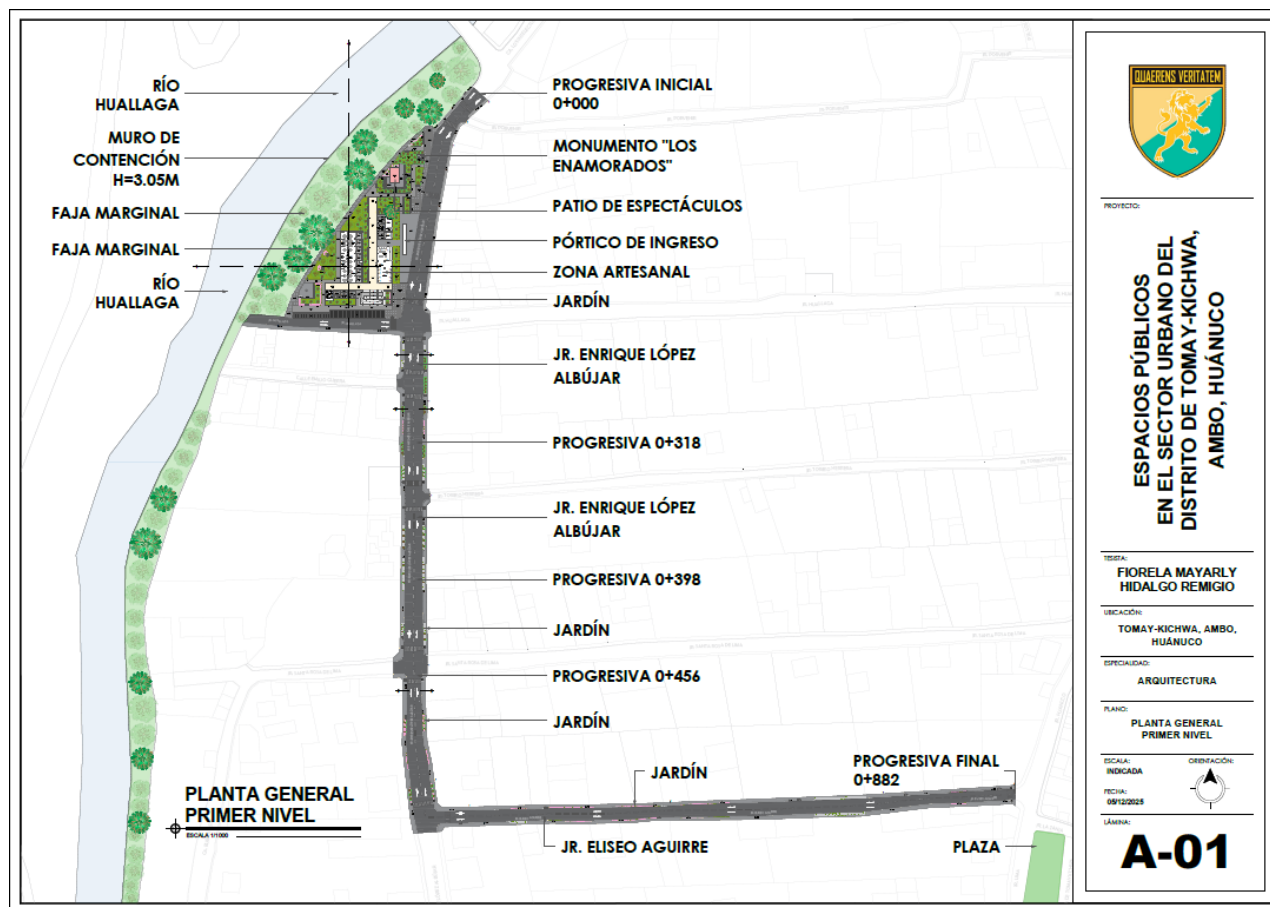 RÍO
HUALLAGA
MURO DE
CONTENCIÓN
H=3.05M
FAJA MARGINAL
FAJA MARGINAL
RÍO
HUALLAGA
PROGRESIVA INICIAL
0+000
MONUMENTO "LOS
ENAMORADOS"
PATIO DE ESPECTÁCULOS
PÓRTICO DE INGRESO
ZONA ARTESANAL
JARDÍN
JR. ENRIQUE LÓPEZ
ALBÚJAR
PROGRESIVA 0+318
JR. ENRIQUE LÓPEZ
ALBÚJAR
PROGRESIVA 0+398
JARDÍN
PROGRESIVA 0+456
JARDÍN
JARDÍN
PROGRESIVA FINAL
0+882
JR. ELISEO AGUIRRE
PLAZA
PLANTA GENERAL
PRIMER NIVEL
ESCALA 1/1000
QUAERENS VERITATEM
PROYECTO:
ESPACIOS PÚBLICOS
EN EL SECTOR URBANO DEL
DISTRITO DE TOMAY-KICHWA,
AMBO, HUÁNUCO
TESISTA:
FIORELA MAYARLY
HIDALGO REMIGIO
UBICACIÓN:
TOMAY-KICHWA, AMBO,
HUÁNUCO
ESPECIALIDAD:
ARQUITECTURA
PLANO:
PLANTA GENERAL
PRIMER NIVEL
ESCALA:
INDICADA
ORIENTACIÓN:
FECHA:
05/12/2025
LÁMINA:
A-01